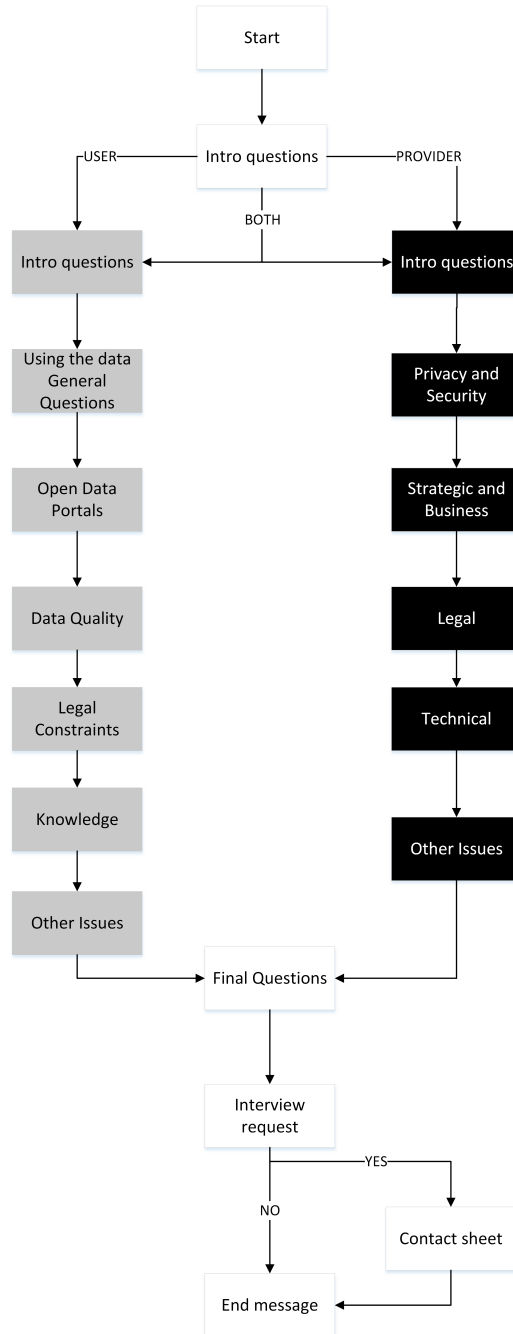 Start
Intro questions
USER
PROVIDER
BOTH
Intro questions
Intro questions
Using the data
General
Questions
Privacy and
Security
Open Data
Portals
Strategic and
Business
Data Quality
Legal
Legal
Constraints
Technical
Knowledge
Other Issues
Other Issues
Final Questions
Interview
request
YES
NO
Contact sheet
End message